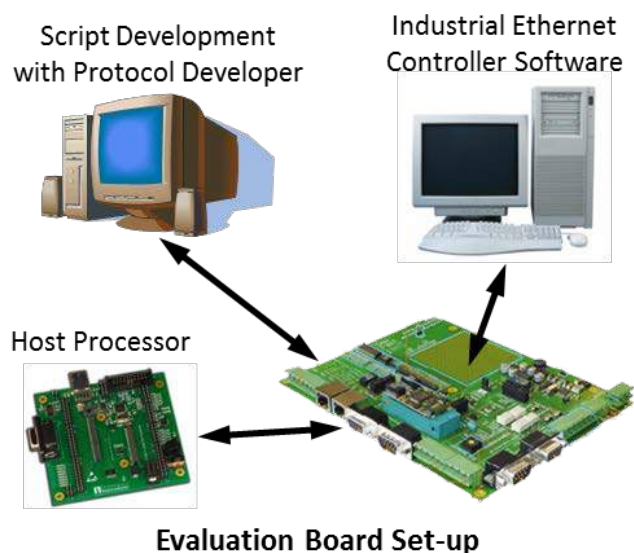 Script Development
with Protocol Developer
Industrial Ethernet
Controller Software
Host Processor
Evaluation Board Set-up